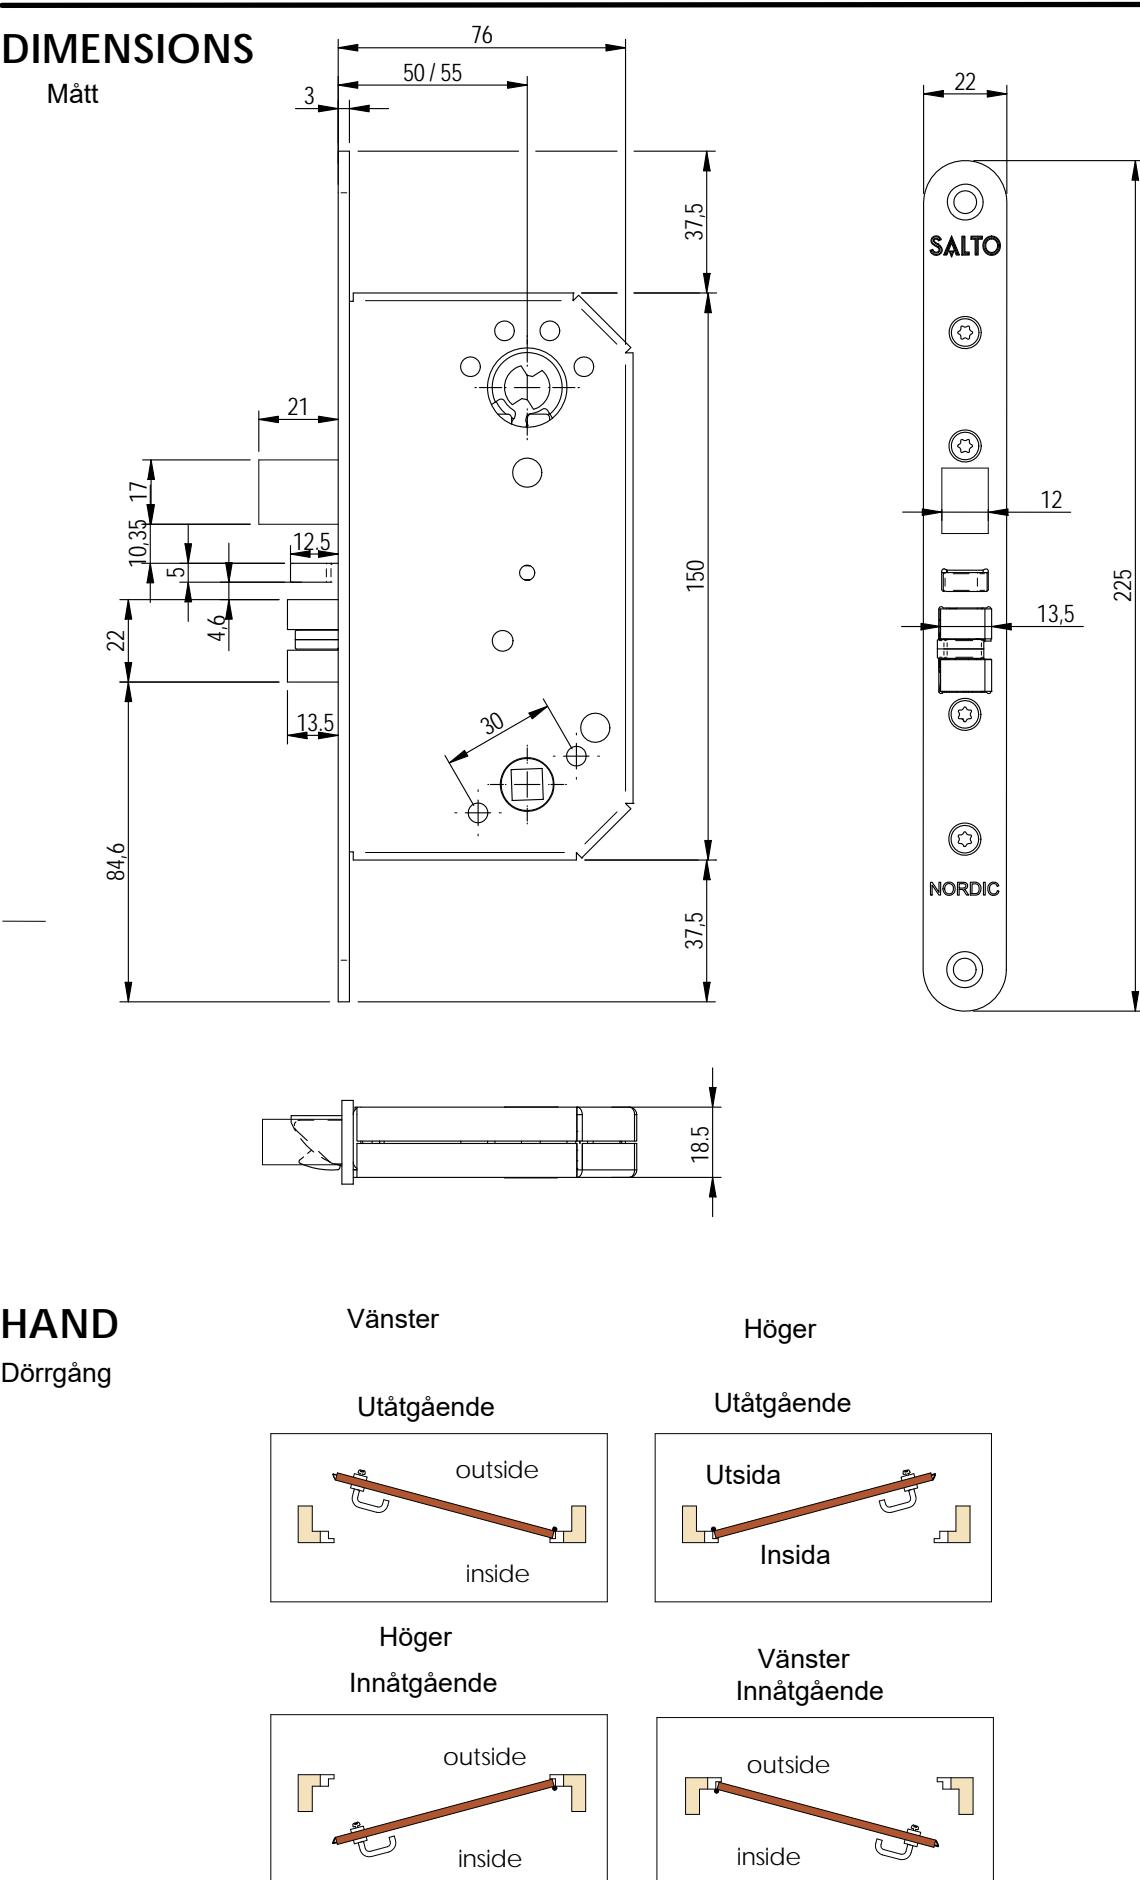 DIMENSIONS
Mått
76
50 / 55
3
37,5
21
17
10,35
12.5
5
4,6
22
13.5
84,6
30
150
37,5
22
SALTO
12
13,5
225
NORDIC
18.5
HAND
Dörrgång
Vänster
Utåtgående
outside
inside
Höger
Utåtgående
Utsida
Insida
Höger
Innåtgående
outside
inside
Vänster
Innåtgående
outside
inside